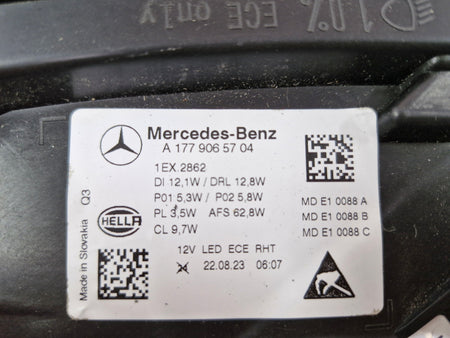 1.0% ECE only
Mercedes-Benz
A 177 906 57 04
1EX.2862
DI 12,1W / DRL 12,8W
P01 5,3W / P02 5,8W
PL 3,5W AFS 62,8W
CL 9,7W
12V LED ECE RHT
22.08.23 06:07
MD E1 0088 A
MD E1 0088 B
MD E1 0088 C
HELLA
Made in Slovakia Q3